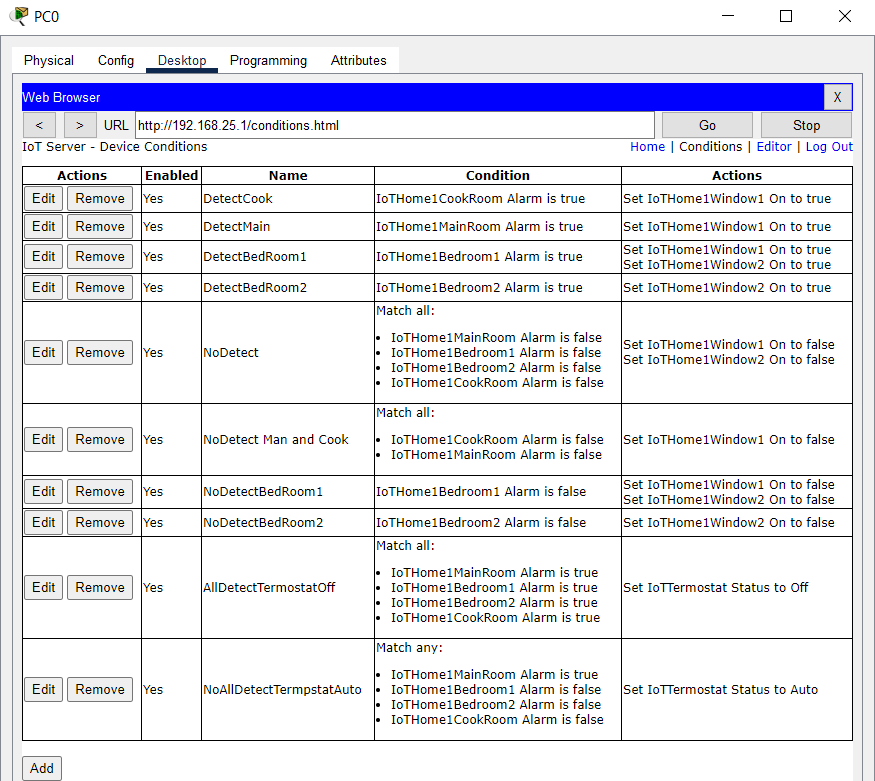 PC0
Physical Config Desktop Programming Attributes
Web Browser X
< > URL http://192.168.25.1/conditions.html Go Stop
IoT Server - Device Conditions Home | Conditions | Editor | Log Out
Actions Enabled Name Condition Actions
Edit Remove Yes DetectCook IoTHome1CookRoom Alarm is true Set IoTHome1Window1 On to true
Edit Remove Yes DetectMain IoTHome1MainRoom Alarm is true Set IoTHome1Window1 On to true
Edit Remove Yes DetectBedRoom1 IoTHome1Bedroom1 Alarm is true Set IoTHome1Window1 On to true
Set IoTHome1Window2 On to true
Edit Remove Yes DetectBedRoom2 IoTHome1Bedroom2 Alarm is true Set IoTHome1Window2 On to true
Edit Remove Yes NoDetect Match all:
• IoTHome1MainRoom Alarm is false
• IoTHome1Bedroom1 Alarm is false
• IoTHome1Bedroom2 Alarm is false
• IoTHome1CookRoom Alarm is false
Set IoTHome1Window1 On to false
Set IoTHome1Window2 On to false
Edit Remove Yes NoDetect Man and Cook Match all:
• IoTHome1CookRoom Alarm is false
• IoTHome1MainRoom Alarm is false
Set IoTHome1Window1 On to false
Edit Remove Yes NoDetectBedRoom1 IoTHome1Bedroom1 Alarm is false Set IoTHome1Window1 On to false
Set IoTHome1Window2 On to false
Edit Remove Yes NoDetectBedRoom2 IoTHome1Bedroom2 Alarm is false Set IoTHome1Window2 On to false
Edit Remove Yes AllDetectTermostatOff Match all:
• IoTHome1MainRoom Alarm is true
• IoTHome1Bedroom1 Alarm is true
• IoTHome1Bedroom2 Alarm is true
• IoTHome1CookRoom Alarm is true
Set IoTTermostat Status to Off
Edit Remove Yes NoAllDetectTermpstatAuto Match any:
• IoTHome1MainRoom Alarm is true
• IoTHome1Bedroom1 Alarm is false
• IoTHome1Bedroom2 Alarm is false
• IoTHome1CookRoom Alarm is false
Set IoTTermostat Status to Auto
Add